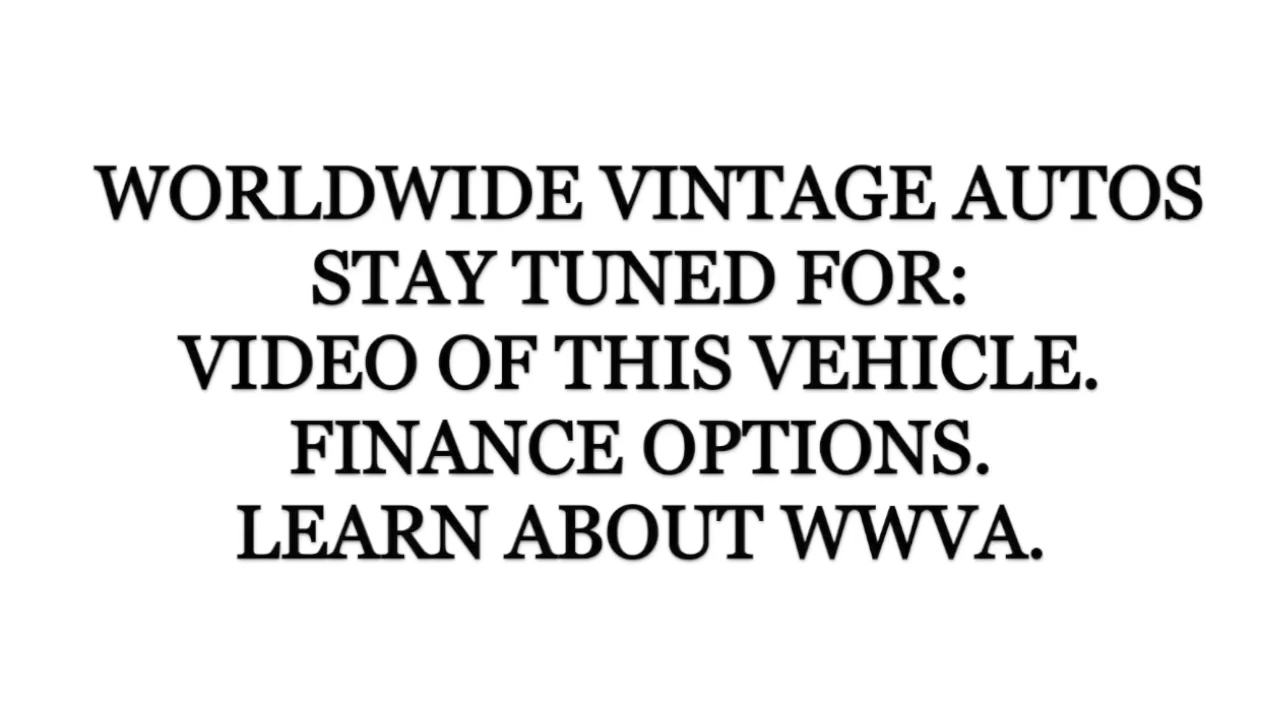 WORLDWIDE VINTAGE AUTOS
STAY TUNED FOR:
VIDEO OF THIS VEHICLE.
FINANCE OPTIONS.
LEARN ABOUT WWVA.